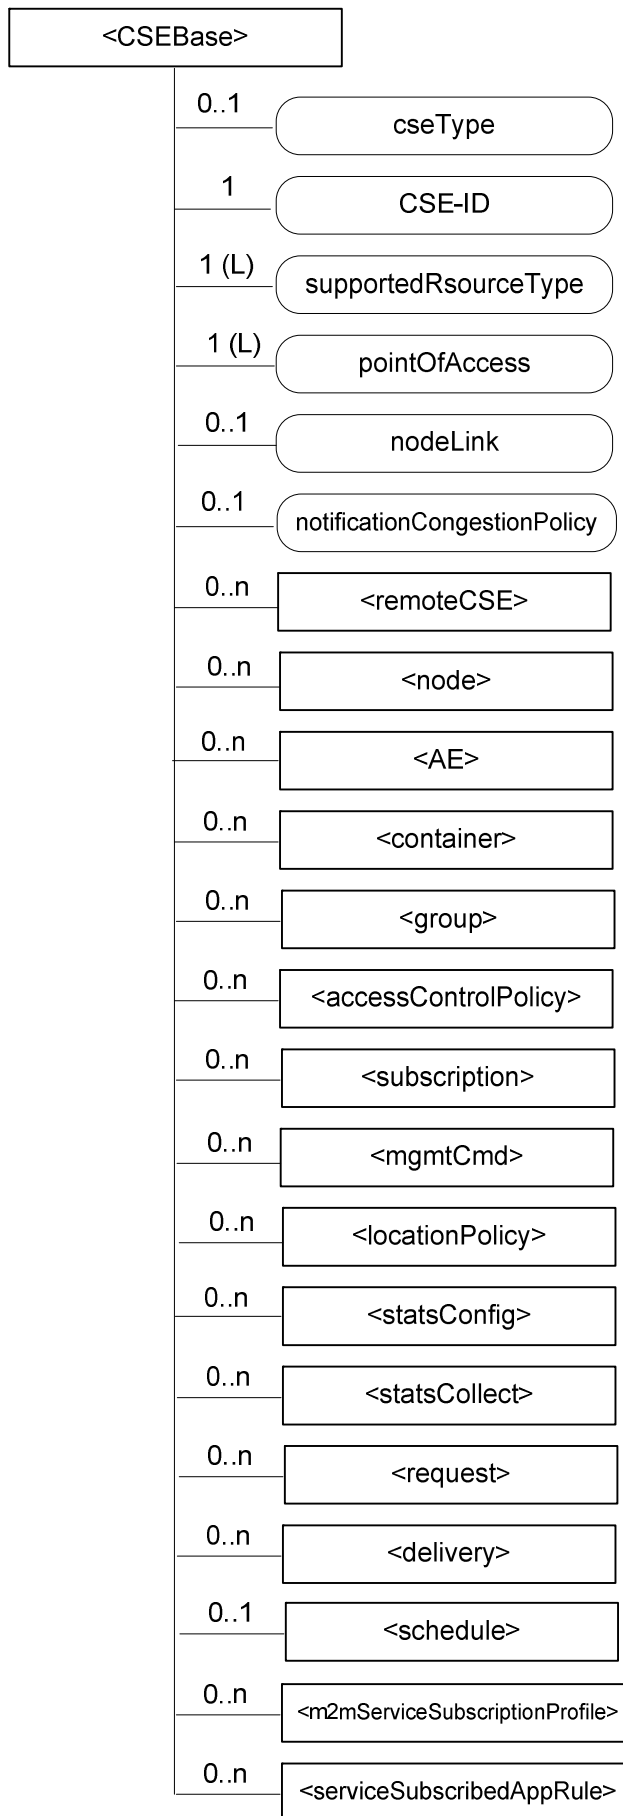 <CSEBase>
0..1
cseType
1
CSE-ID
1 (L)
supportedRsourceType
1 (L)
pointOfAccess
0..1
nodeLink
0..1
notificationCongestionPolicy
0..n
<remoteCSE>
0..n
<node>
0..n
<AE>
0..n
<container>
0..n
<group>
0..n
<accessControlPolicy>
0..n
<subscription>
0..n
<mgmtCmd>
0..n
<locationPolicy>
0..n
<statsConfig>
0..n
<statsCollect>
0..n
<request>
0..n
<delivery>
0..1
<schedule>
0..n
<m2mServiceSubscriptionProfile>
0..n
<serviceSubscribedAppRule>